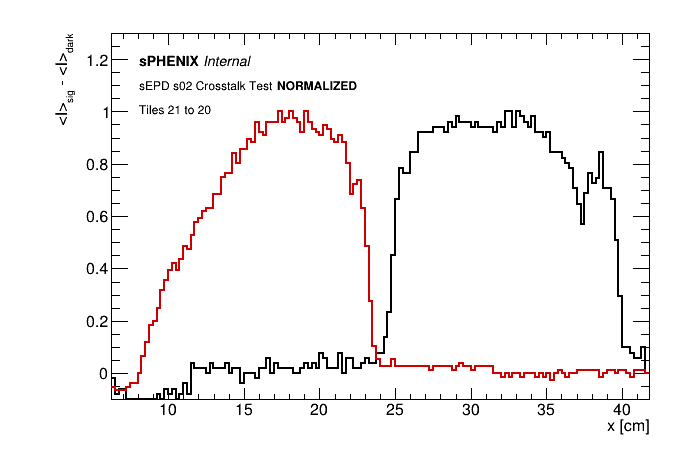 <I>sig - <I>dark
1.2
1
0.8
0.6
0.4
0.2
0
sPHENIX Internal
sEPD s02 Crosstalk Test NORMALIZED
Tiles 21 to 20
10 15 20 25 30 35 40
x [cm]